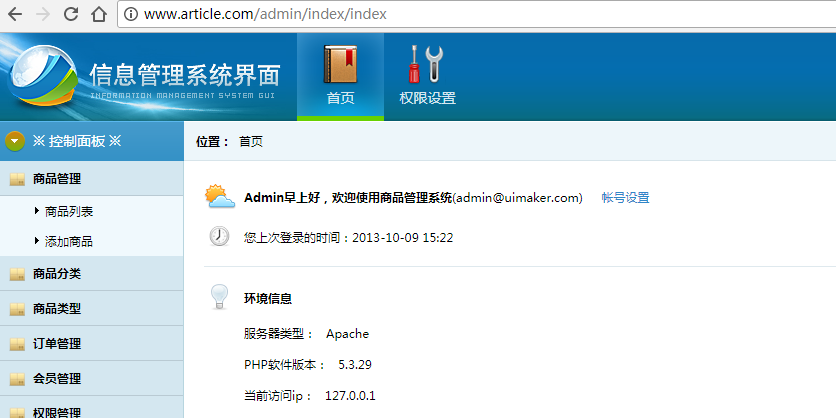 www.article.com/admin/index/index
信息管理系统界面
INFORMATION MANAGEMENT SYSTEM GUI
首页
权限设置
※ 控制面板 ※
位置： 首页
商品管理
商品列表
添加商品
商品分类
商品类型
订单管理
会员管理
权限管理
Admin早上好，欢迎使用商品管理系统(admin@uimaker.com) 帐号设置
您上次登录的时间：2013-10-09 15:22
环境信息
服务器类型： Apache
PHP软件版本： 5.3.29
当前访问ip： 127.0.0.1